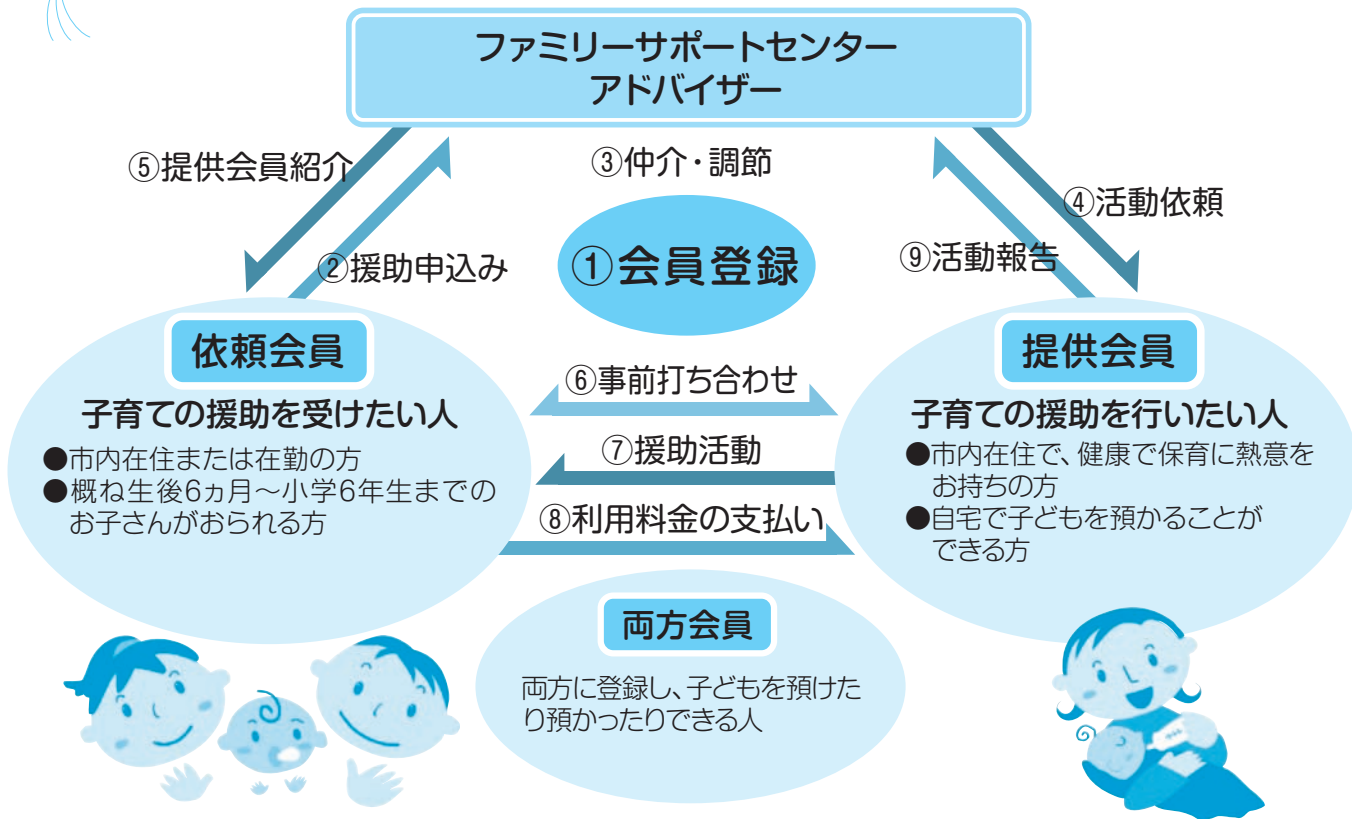 ファミリーサポートセンター
アドバイザー
⑤提供会員紹介
③仲介・調節
④活動依頼
②援助申込み
①会員登録
⑨活動報告
依頼会員
子育ての援助を受けたい人
●市内在住または在勤の方
●概ね生後6ヵ月〜小学6年生までの
お子さんがおられる方
⑥事前打ち合わせ
⑦援助活動
⑧利用料金の支払い
提供会員
子育ての援助を行いたい人
●市内在住で、健康で保育に熱意を
お持ちの方
●自宅で子どもを預かることが
できる方
両方会員
両方に登録し、子どもを預けた
り預かったりできる人